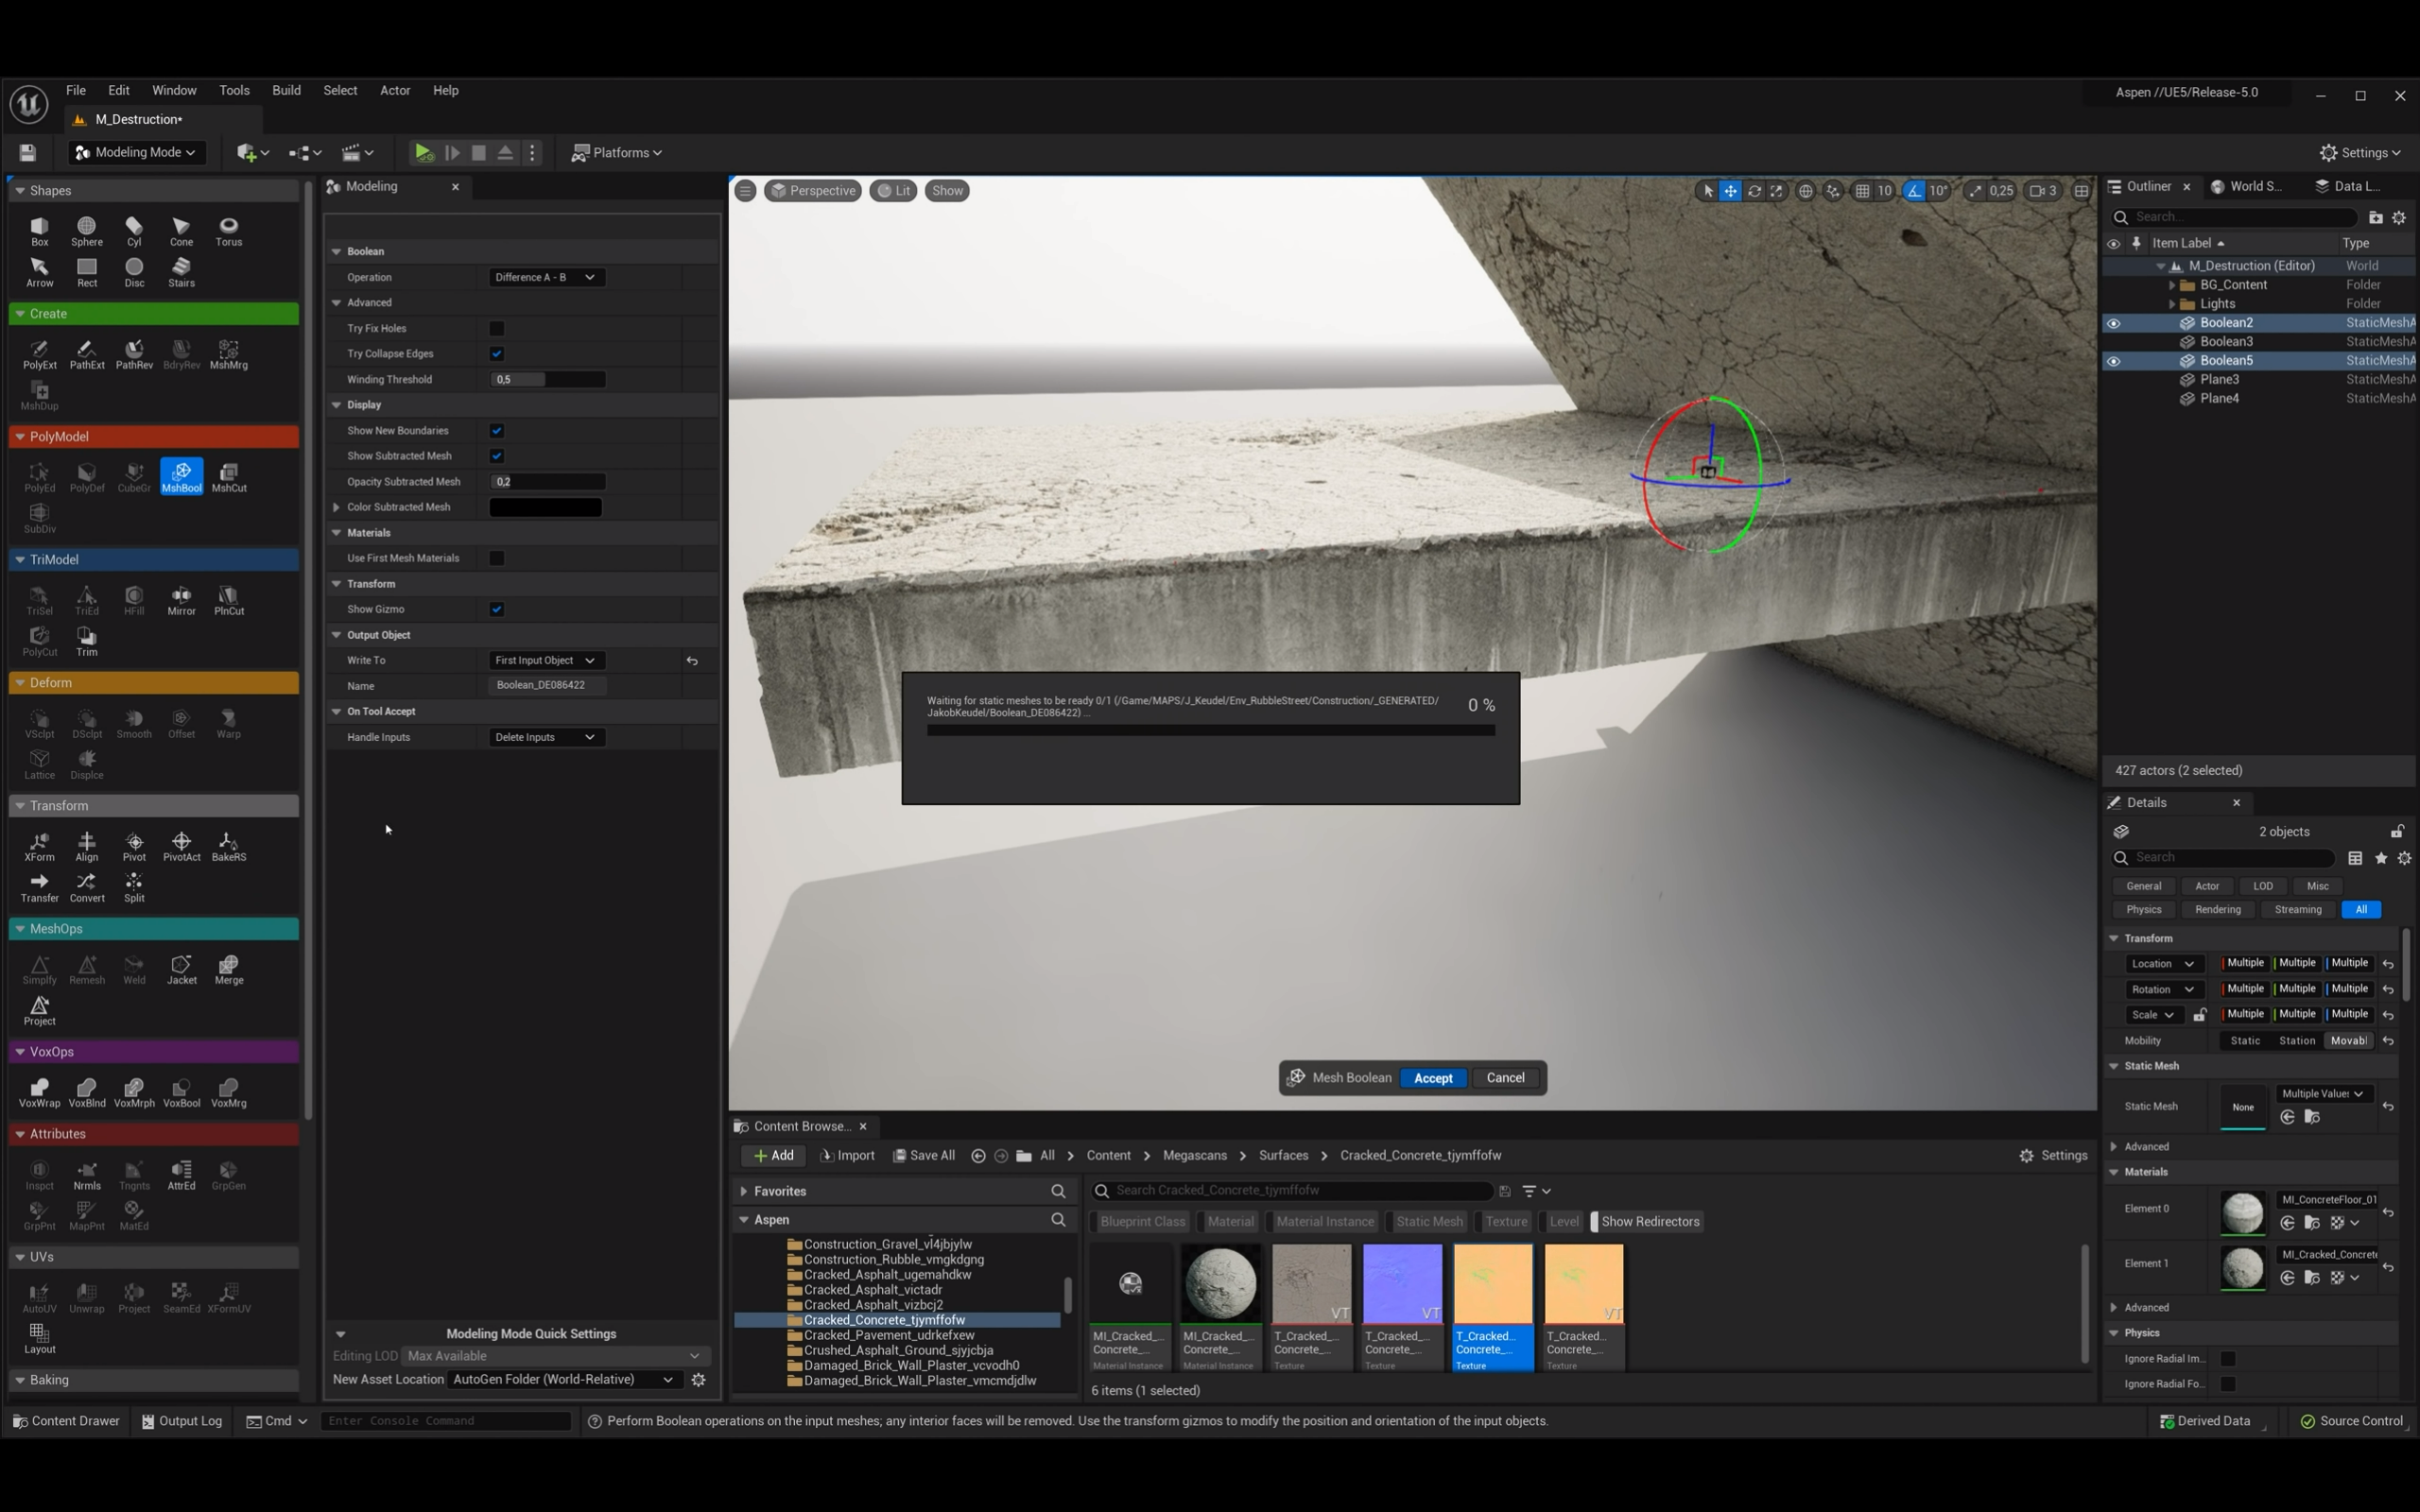 File Edit Window Tools Build Select Actor Help
Aspen //UE5/Release-5.0
M_Destruction*
Modeling Mode
Platforms
Settings
Shapes
Box Sphere Cyl Cone Torus
Arrow Rect Disc Stairs
Create
PolyExt PathExt PathRev BdryRev MshMrg
MshDup
PolyModel
PolyEd PolyDef CubeGr MshBool MshCut
SubDiv
TriModel
TriSel TriEd HFill Mirror PlnCut
PolyCut Trim
Deform
VSclpt DSclpt Smooth Offset Warp
Lattice Displce
Transform
XForm Align Pivot PivotAct BakeRS
Transfer Convert Split
MeshOps
Simplfy Remesh Weld Jacket Merge
Project
VoxOps
VoxWrap VoxBlnd VoxMrph VoxBool VoxMrg
Attributes
Inspct Nrmls Tngnts AttrEd GrpGen
GrpPnt MapPnt MatEd
UVs
AutoUV Unwrap Project SeamEd XFormUV
Layout
Baking
Modeling
Boolean
Operation Difference A - B
Advanced
Try Fix Holes
Try Collapse Edges
Winding Threshold 0,5
Display
Show New Boundaries
Show Subtracted Mesh
Opacity Subtracted Mesh 0,2
Color Subtracted Mesh
Materials
Use First Mesh Materials
Transform
Show Gizmo
Output Object
Write To First Input Object
Name Boolean_DE086422
On Tool Accept
Handle Inputs Delete Inputs
Modeling Mode Quick Settings
Editing LOD Max Available
New Asset Location AutoGen Folder (World-Relative)
Perspective Lit Show
10 10° 0,25 3
Waiting for static meshes to be ready 0/1 (/Game/MAPS/J_Keudel/Env_RubbleStreet/Construction/_GENERATED/
JakobKeudel/Boolean_DE086422) ...
0 %
Mesh Boolean Accept Cancel
Content Browse...
Add Import Save All All Content Megascans Surfaces Cracked_Concrete_tjymffofw
Settings
Favorites
Aspen
Construction_Gravel_vl4jbjylw
Construction_Rubble_vmgkdgng
Cracked_Asphalt_ugemahdkw
Cracked_Asphalt_victadr
Cracked_Asphalt_vizbcj2
Cracked_Concrete_tjymffofw
Cracked_Pavement_udrkefxew
Crushed_Asphalt_Ground_sjyjcbja
Damaged_Brick_Wall_Plaster_vcvodh0
Damaged_Brick_Wall_Plaster_vmcmdjdlw
Search Cracked_Concrete_tjymffofw
Blueprint Class Material Material Instance Static Mesh Texture Level Show Redirectors
VT VT VT
MI_Cracked_... MI_Cracked_... T_Cracked_... T_Cracked_... T_Cracked... T_Cracked...
Concrete_... Concrete_... Concrete_... Concrete_... Concrete_... Concrete_...
Material Instance Material Instance Texture Texture Texture Texture
6 items (1 selected)
Outliner World S... Data L...
Search...
Item Label Type
M_Destruction (Editor) World
BG_Content Folder
Lights Folder
Boolean2 StaticMeshA
Boolean3 StaticMeshA
Boolean5 StaticMeshA
Plane3 StaticMeshA
Plane4 StaticMeshA
427 actors (2 selected)
Details
2 objects
Search
General Actor LOD Misc
Physics Rendering Streaming All
Transform
Location Multiple Multiple Multiple
Rotation Multiple Multiple Multiple
Scale Multiple Multiple Multiple
Mobility Static Station Movabl
Static Mesh
Static Mesh None Multiple Values
Advanced
Materials
Element 0 MI_ConcreteFloor_01
Element 1 MI_Cracked_Concrete
Advanced
Physics
Ignore Radial Im...
Ignore Radial Fo...
Content Drawer Output Log Cmd Enter Console Command
Perform Boolean operations on the input meshes; any interior faces will be removed. Use the transform gizmos to modify the position and orientation of the input objects.
Derived Data Source Control